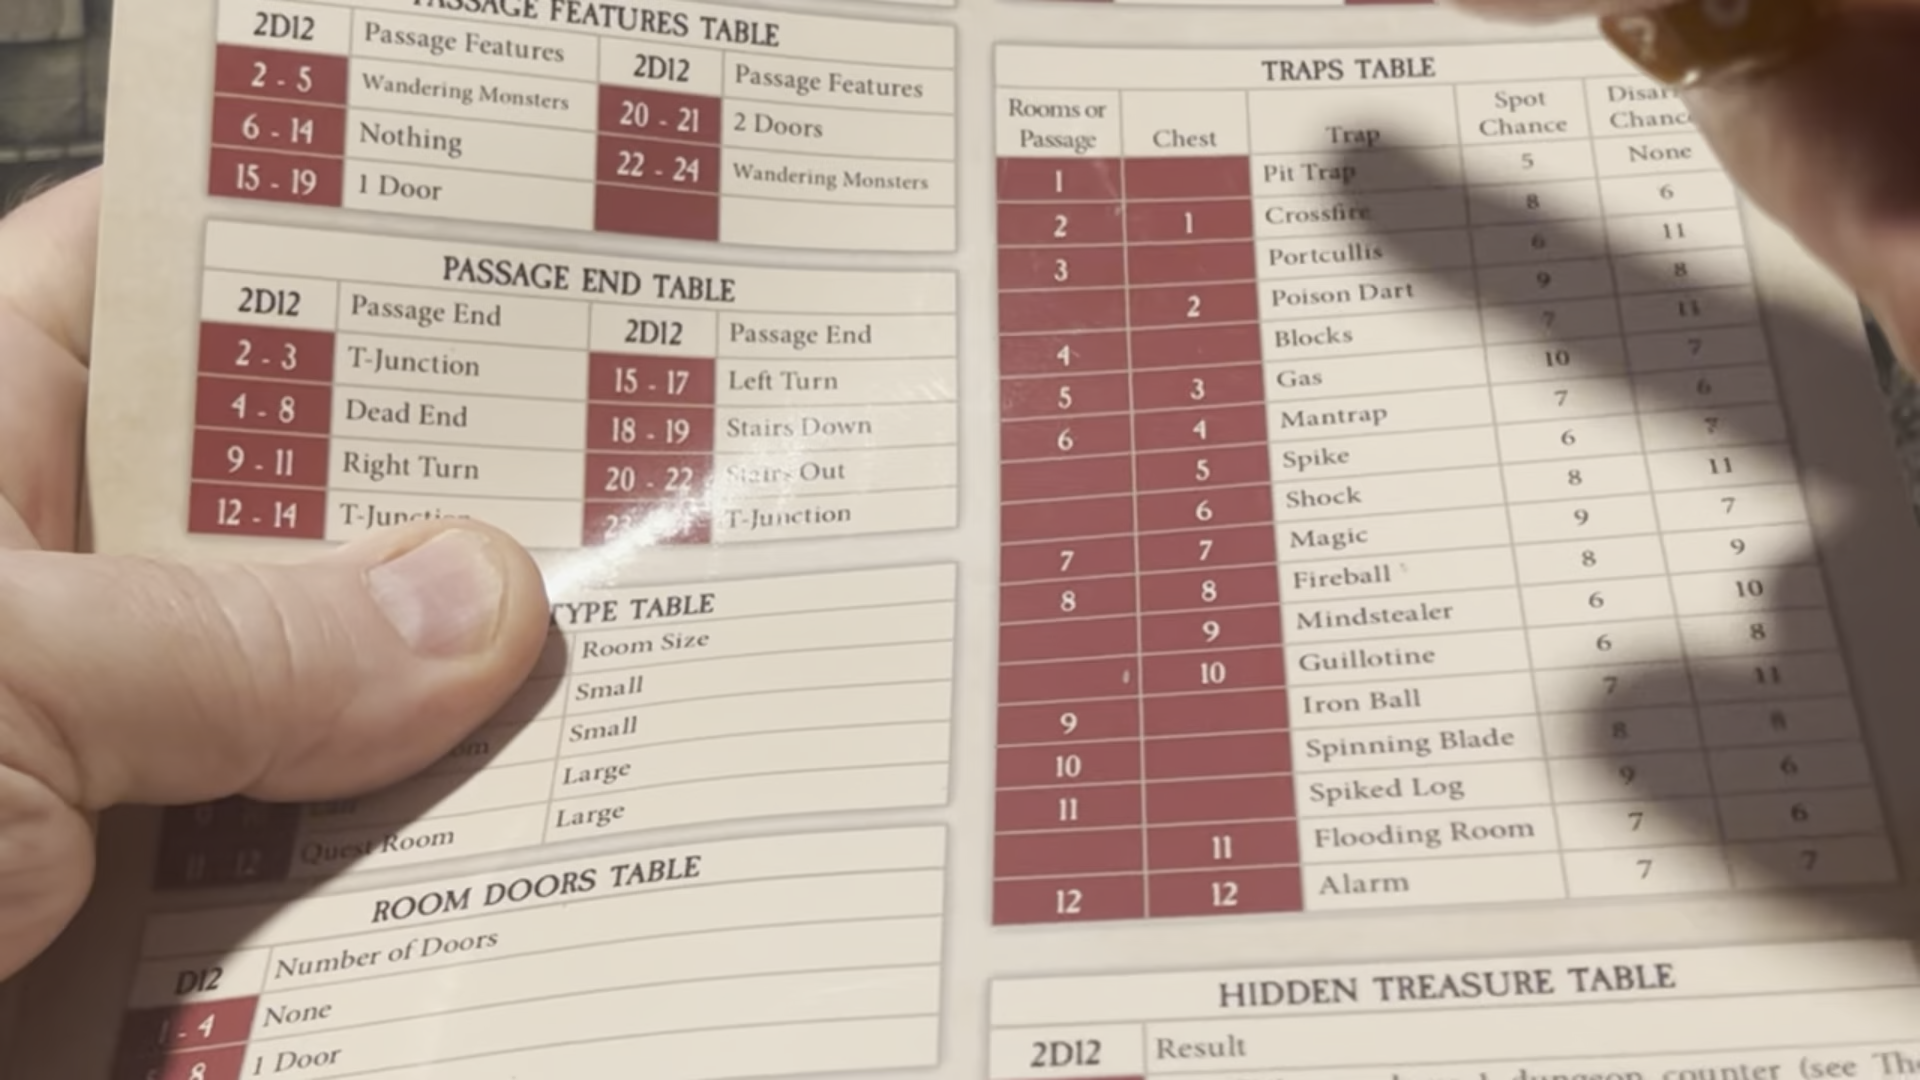 PASSAGE FEATURES TABLE
2D12 Passage Features 2D12 Passage Features
2 - 5 Wandering Monsters 20 - 21 2 Doors
6 - 14 Nothing 22 - 24 Wandering Monsters
15 - 19 1 Door
PASSAGE END TABLE
2D12 Passage End 2D12 Passage End
2 - 3 T-Junction 15 - 17 Left Turn
4 - 8 Dead End 18 - 19 Stairs Down
9 - 11 Right Turn 20 - 22 Stairs Out
12 - 14 T-Junction T-Junction
TYPE TABLE
Room Size
Small
Small
Large
11 - 12 Quest Room Large
ROOM DOORS TABLE
D12 Number of Doors
- 4 None
8 1 Door
TRAPS TABLE
Rooms or Passage Chest Trap Spot Chance Disar Chance
1 Pit Trap 5 None
2 1 Crossfire 8 6
3 Portcullis 6 11
2 Poison Dart 9 8
4 Blocks 7 11
5 3 Gas 10 7
6 4 Mantrap 7 6
5 Spike 6 7
6 Shock 8 11
7 7 Magic 9 7
8 8 Fireball 8 9
9 Mindstealer 6 10
10 Guillotine 6 8
9 Iron Ball 7 11
10 Spinning Blade 8 8
11 Spiked Log 9 6
11 Flooding Room 7 6
12 12 Alarm 7 7
HIDDEN TREASURE TABLE
2D12 Result
dungeon counter (see The